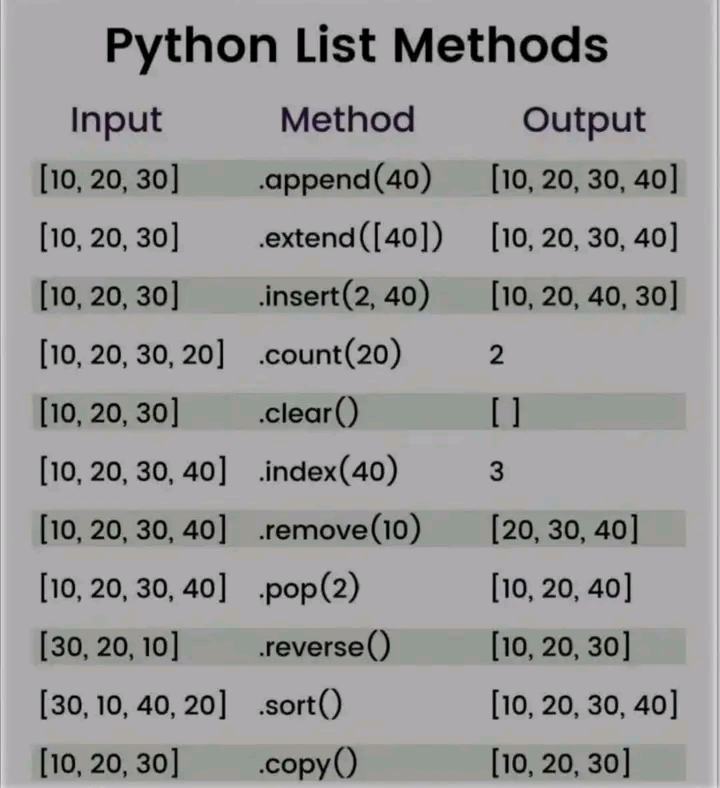 Python List Methods
Input Method Output
[10, 20, 30] .append(40) [10, 20, 30, 40]
[10, 20, 30] .extend([40]) [10, 20, 30, 40]
[10, 20, 30] .insert(2, 40) [10, 20, 40, 30]
[10, 20, 30, 20] .count(20) 2
[10, 20, 30] .clear() [ ]
[10, 20, 30, 40] .index(40) 3
[10, 20, 30, 40] .remove(10) [20, 30, 40]
[10, 20, 30, 40] .pop(2) [10, 20, 40]
[30, 20, 10] .reverse() [10, 20, 30]
[30, 10, 40, 20] .sort() [10, 20, 30, 40]
[10, 20, 30] .copy() [10, 20, 30]